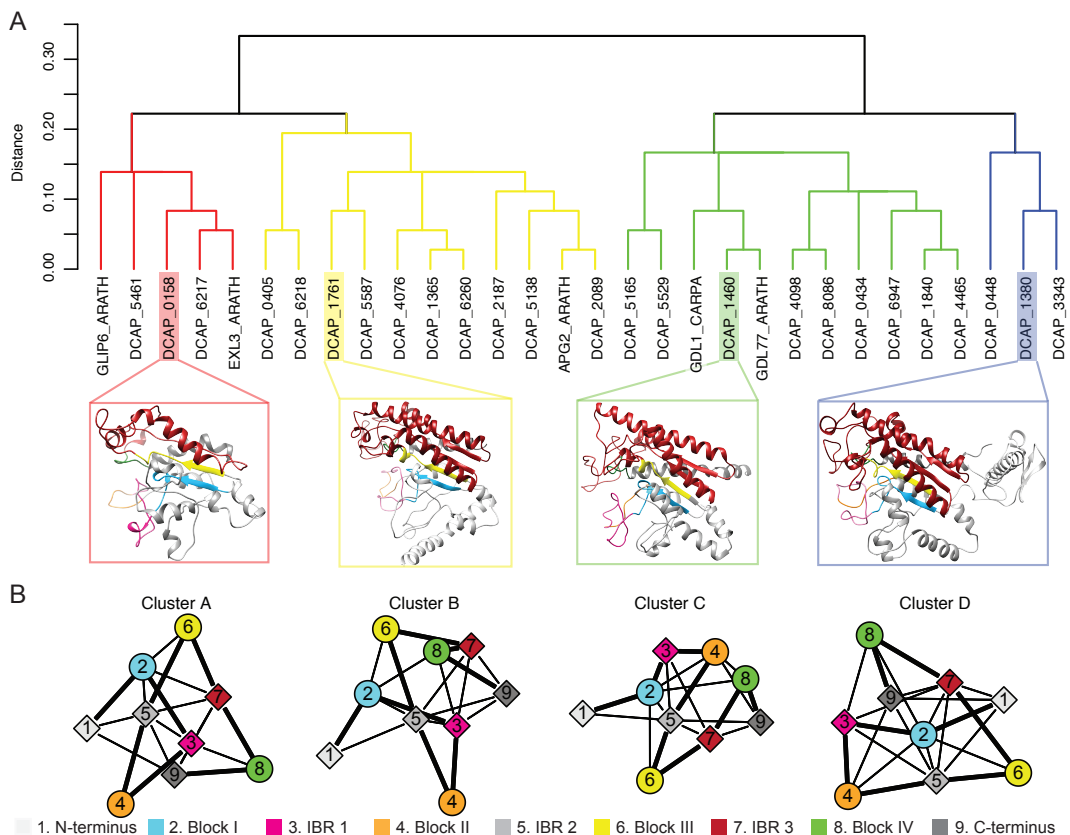 A
Distance
0.30
0.20
0.10
0.00
GLIP6_ARATH
DCAP_5461
DCAP_0158
DCAP_6217
EXL3_ARATH
DCAP_0405
DCAP_6218
DCAP_1761
DCAP_5587
DCAP_4076
DCAP_1365
DCAP_6260
DCAP_2187
DCAP_5138
APG2_ARATH
DCAP_2089
DCAP_5165
DCAP_5529
GDL1_CARPA
DCAP_1460
GDL77_ARATH
DCAP_4098
DCAP_8086
DCAP_0434
DCAP_6947
DCAP_1840
DCAP_4465
DCAP_0448
DCAP_1380
DCAP_3343
B
Cluster A
6
2
7
5
1
3
9
8
4
Cluster B
6
8
7
2
9
5
3
1
4
Cluster C
3
4
8
2
1
5
9
7
6
Cluster D
8
7
9
1
3
2
5
6
4
1. N-terminus 2. Block I 3. IBR 1 4. Block II 5. IBR 2 6. Block III 7. IBR 3 8. Block IV 9. C-terminus